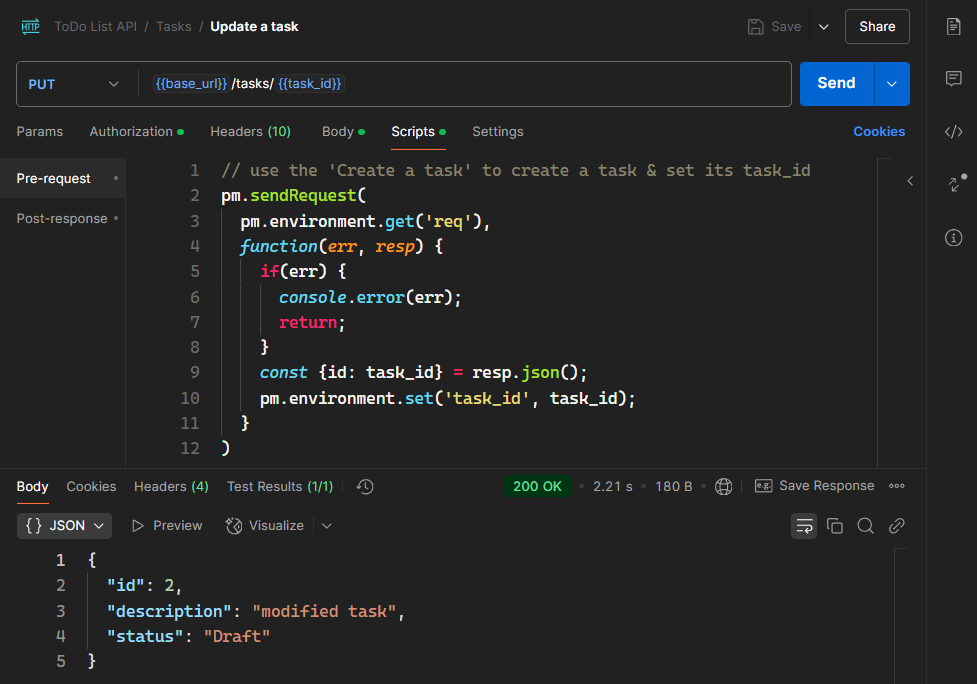 HTTP ToDo List API / Tasks / Update a task Save Share
PUT {{base_url}} /tasks/ {{task_id}} Send
Params Authorization Headers (10) Body Scripts Settings Cookies
Pre-request
Post-response
1 // use the 'Create a task' to create a task & set its task_id
2 pm.sendRequest(
3 pm.environment.get('req'),
4 function(err, resp) {
5 if(err) {
6 console.error(err);
7 return;
8 }
9 const {id: task_id} = resp.json();
10 pm.environment.set('task_id', task_id);
11 }
12 )
Body Cookies Headers (4) Test Results (1/1) 200 OK • 2.21 s • 180 B e.g. Save Response
{} JSON Preview Visualize
1 {
2 "id": 2,
3 "description": "modified task",
4 "status": "Draft"
5 }